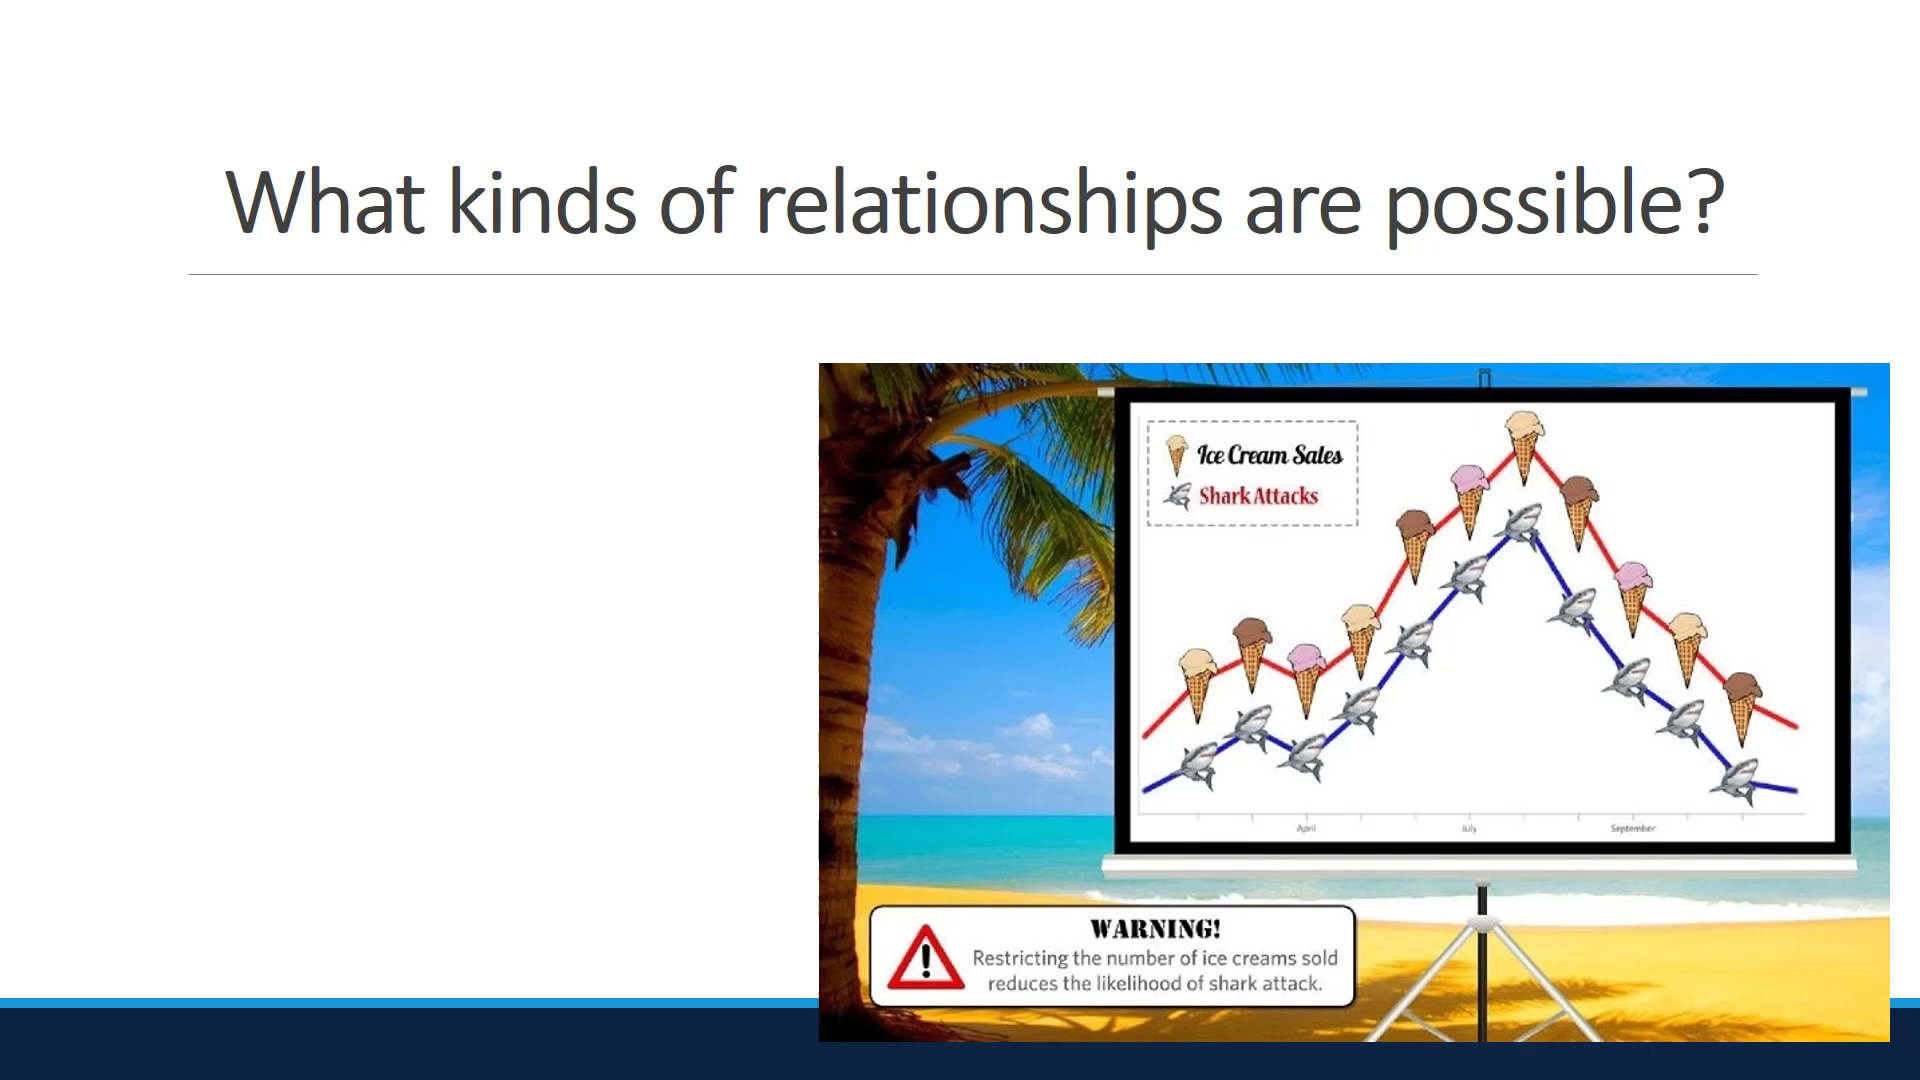 What kinds of relationships are possible?
Ice Cream Sales
Shark Attacks
April
July
September
WARNING!
Restricting the number of ice creams sold
reduces the likelihood of shark attack.